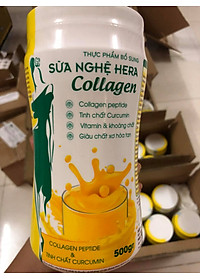 THỰC PHẨM BỔ SUNG
SỮA NGHỆ HERA
Collagen
Collagen peptide
Tinh chất Curcumin
Vitamin & khoáng chất
Giàu chất xơ hòa tan
COLLAGEN PEPTIDE
&
TINH CHẤT CURCUMIN
500gr